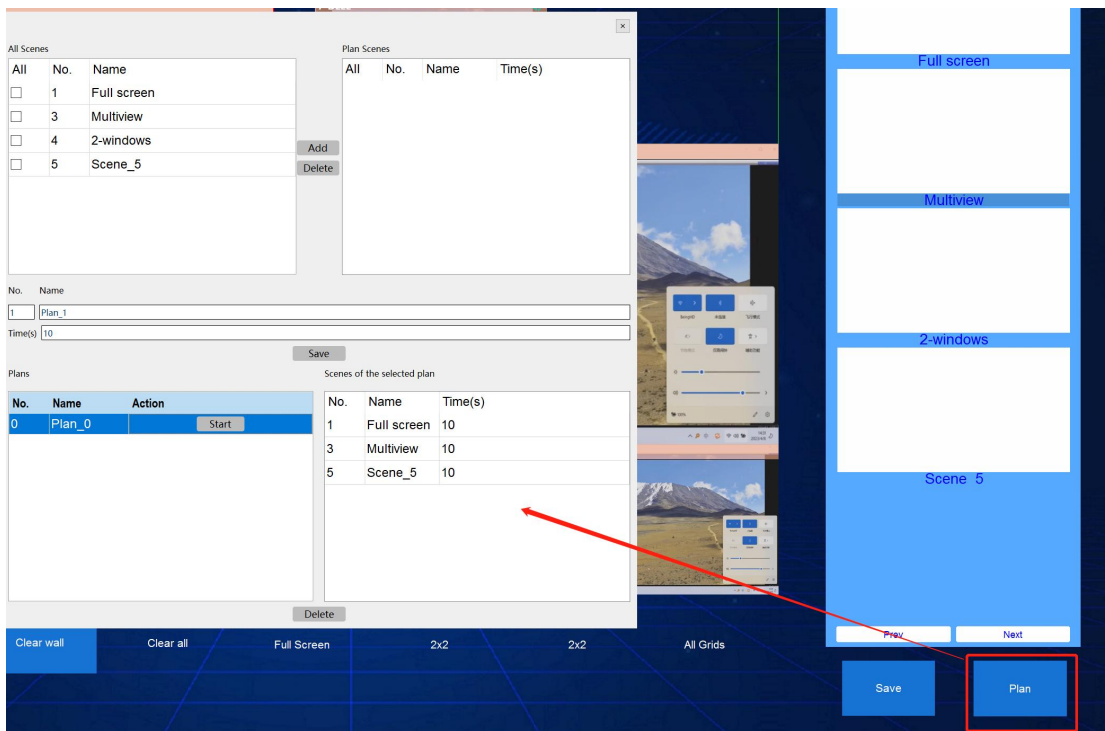 All Scenes
All No. Name
1 Full screen
3 Multiview
4 2-windows
5 Scene_5
Add
Delete
Plan Scenes
All No. Name Time(s)
No. Name
1 Plan_1
Time(s) 10
Save
Plans
No. Name Action
0 Plan_0 Start
Scenes of the selected plan
No. Name Time(s)
1 Full screen 10
3 Multiview 10
5 Scene_5 10
Delete
Full screen
Multiview
2-windows
Scene_5
Prev Next
Clear wall Clear all Full Screen 2x2 2x2 All Grids
Save Plan